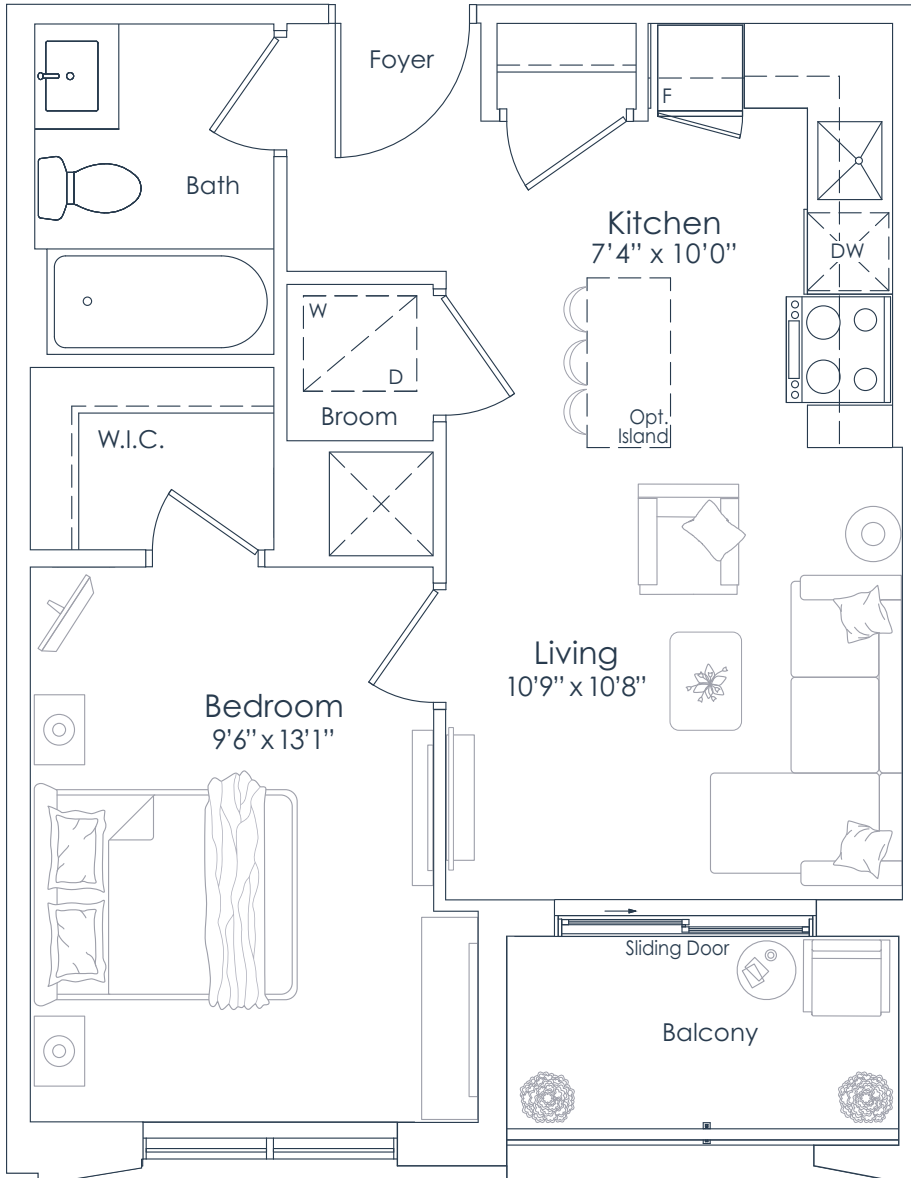 Foyer
F
Bath
Kitchen
7’4” x 10’0”
DW
W
D
Broom
Opt.
Island
W.I.C.
Living
10’9” x 10’8”
Bedroom
9’6” x 13’1”
Sliding Door
Balcony